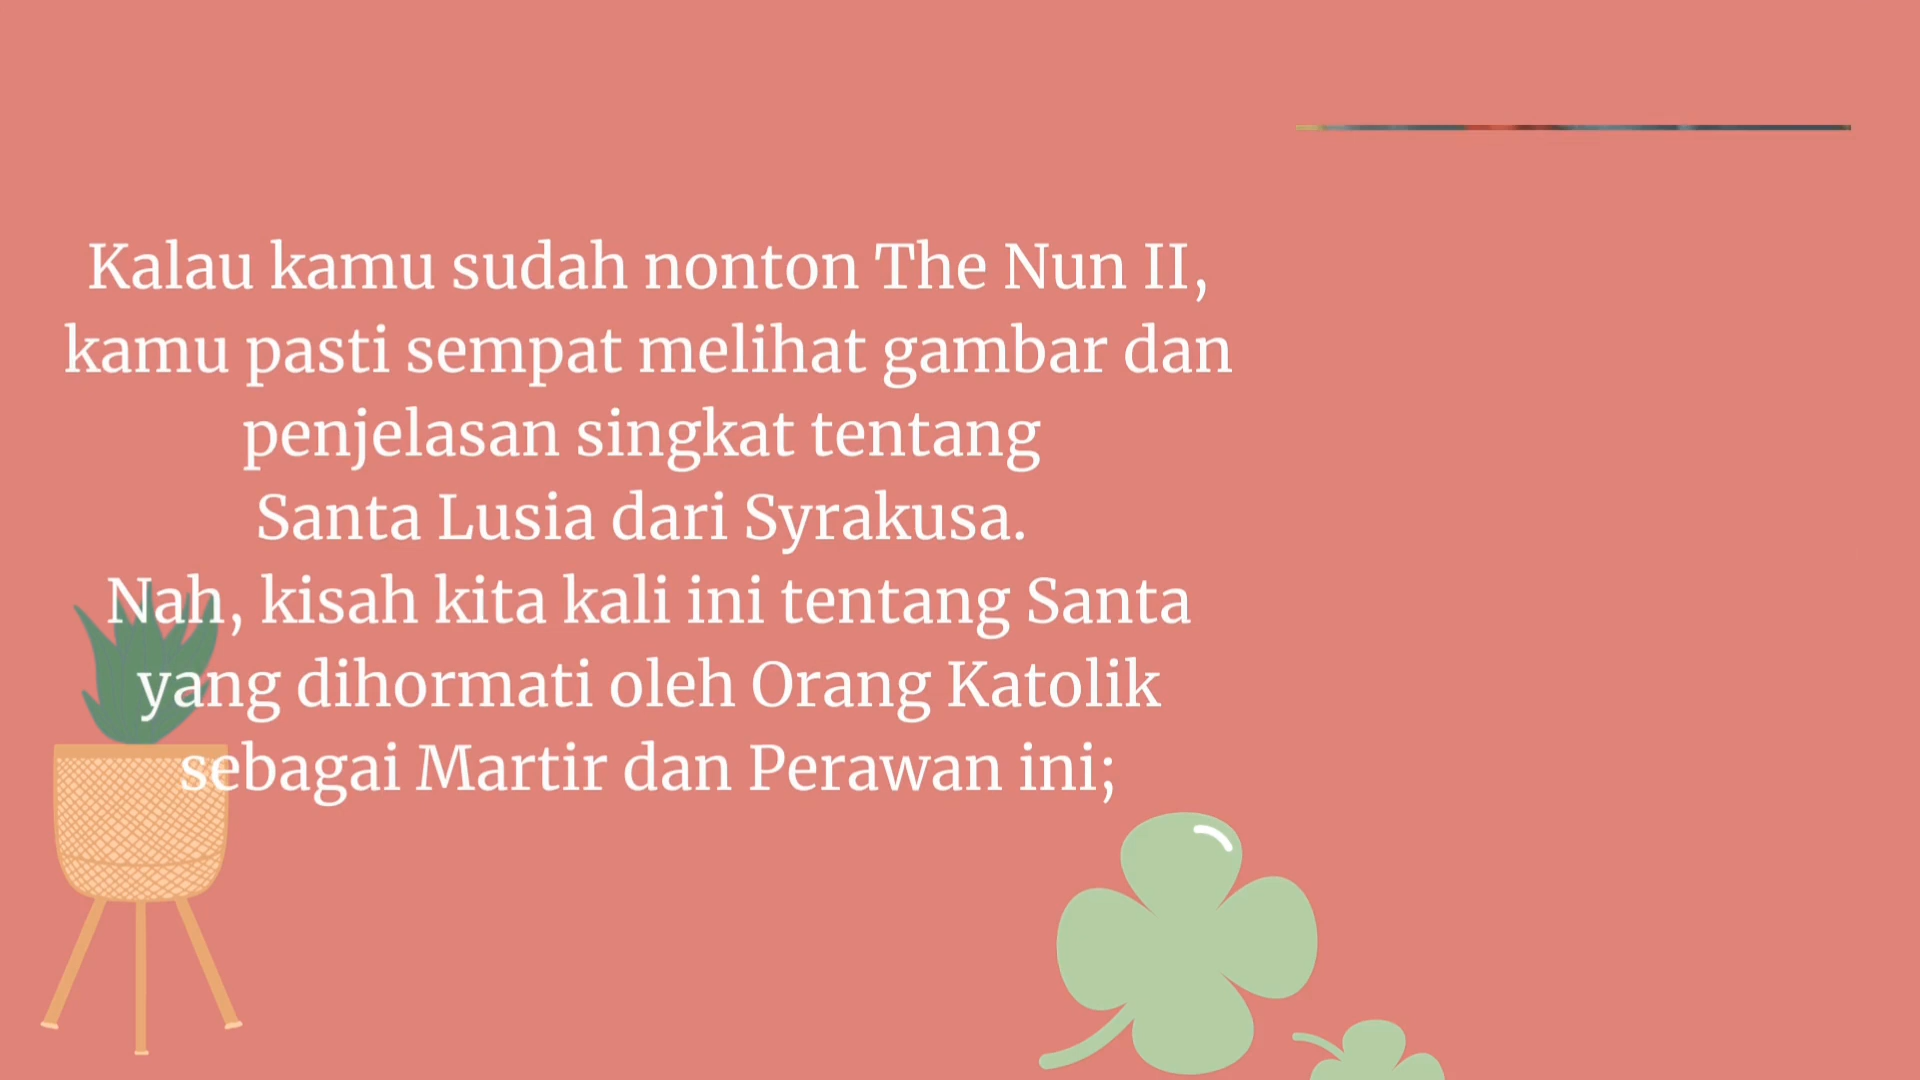 Kalau kamu sudah nonton The Nun II,
kamu pasti sempat melihat gambar dan
penjelasan singkat tentang
Santa Lusia dari Syrakusa.
Nah, kisah kita kali ini tentang Santa
yang dihormati oleh Orang Katolik
sebagai Martir dan Perawan ini;